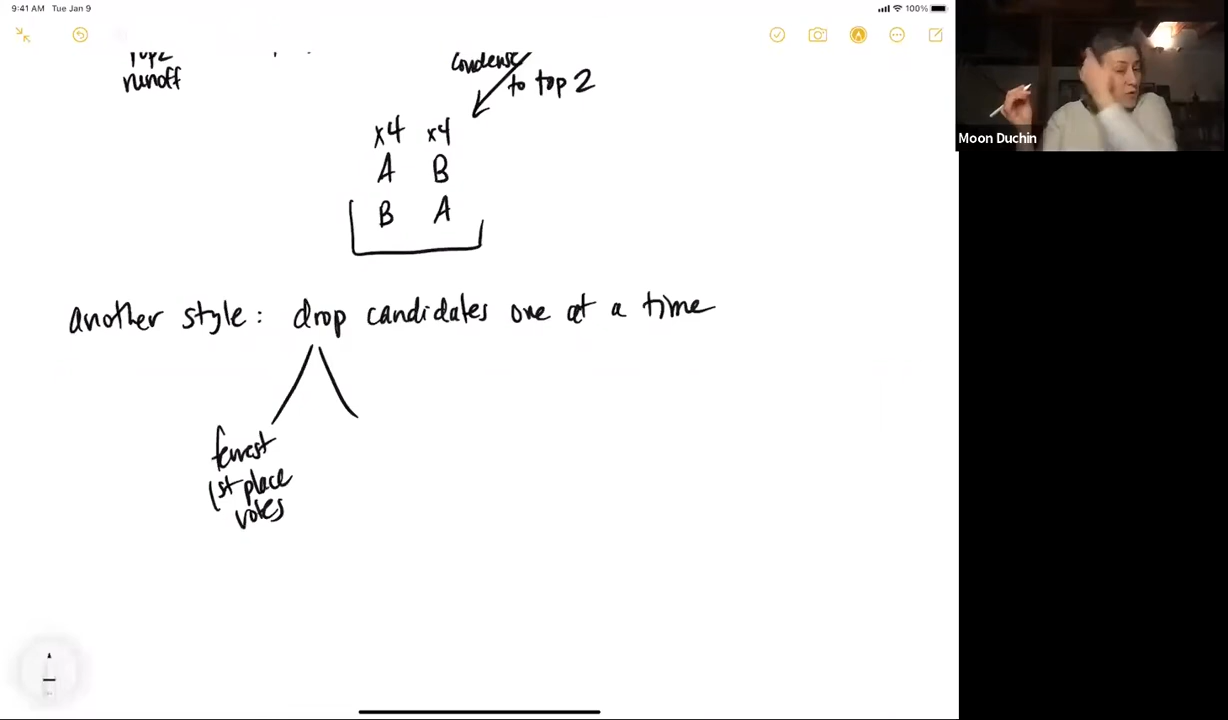 9:41 AM Tue Jan 9
100%
runoff
condense
to top 2
x4 x4
A B
B A
another style: drop candidates one at a time
fewest
1st place
votes
Moon Duchin